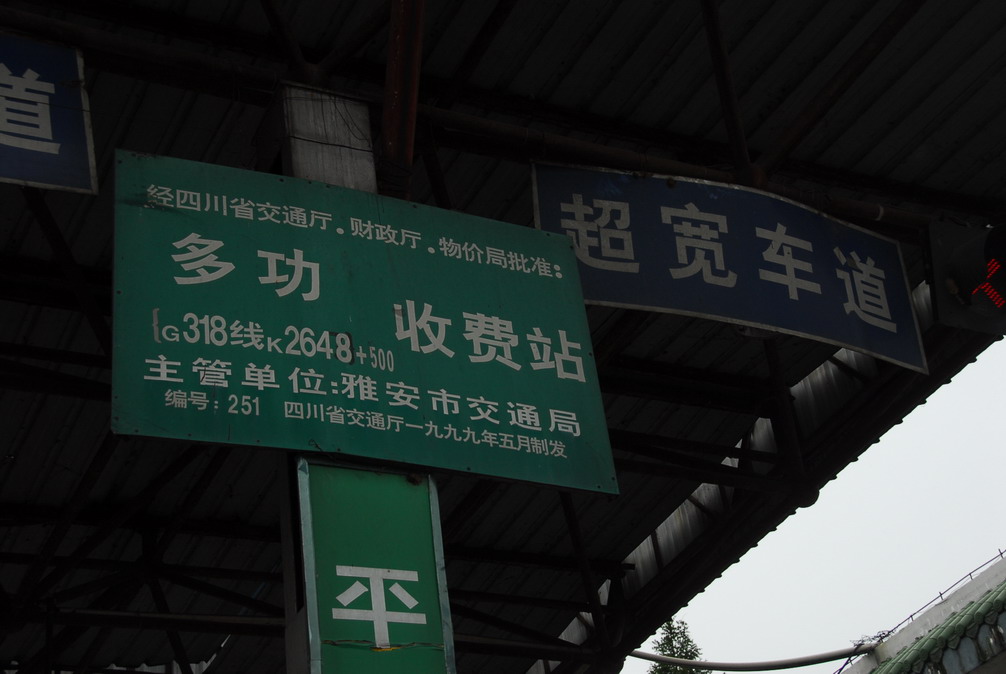 道
经四川省交通厅.财政厅.物价局批准:
多功
收费站
(G318线K2648+500
主管单位:雅安市交通局
编号:251 四川省交通厅一九九九年五月制发
超宽车道
平